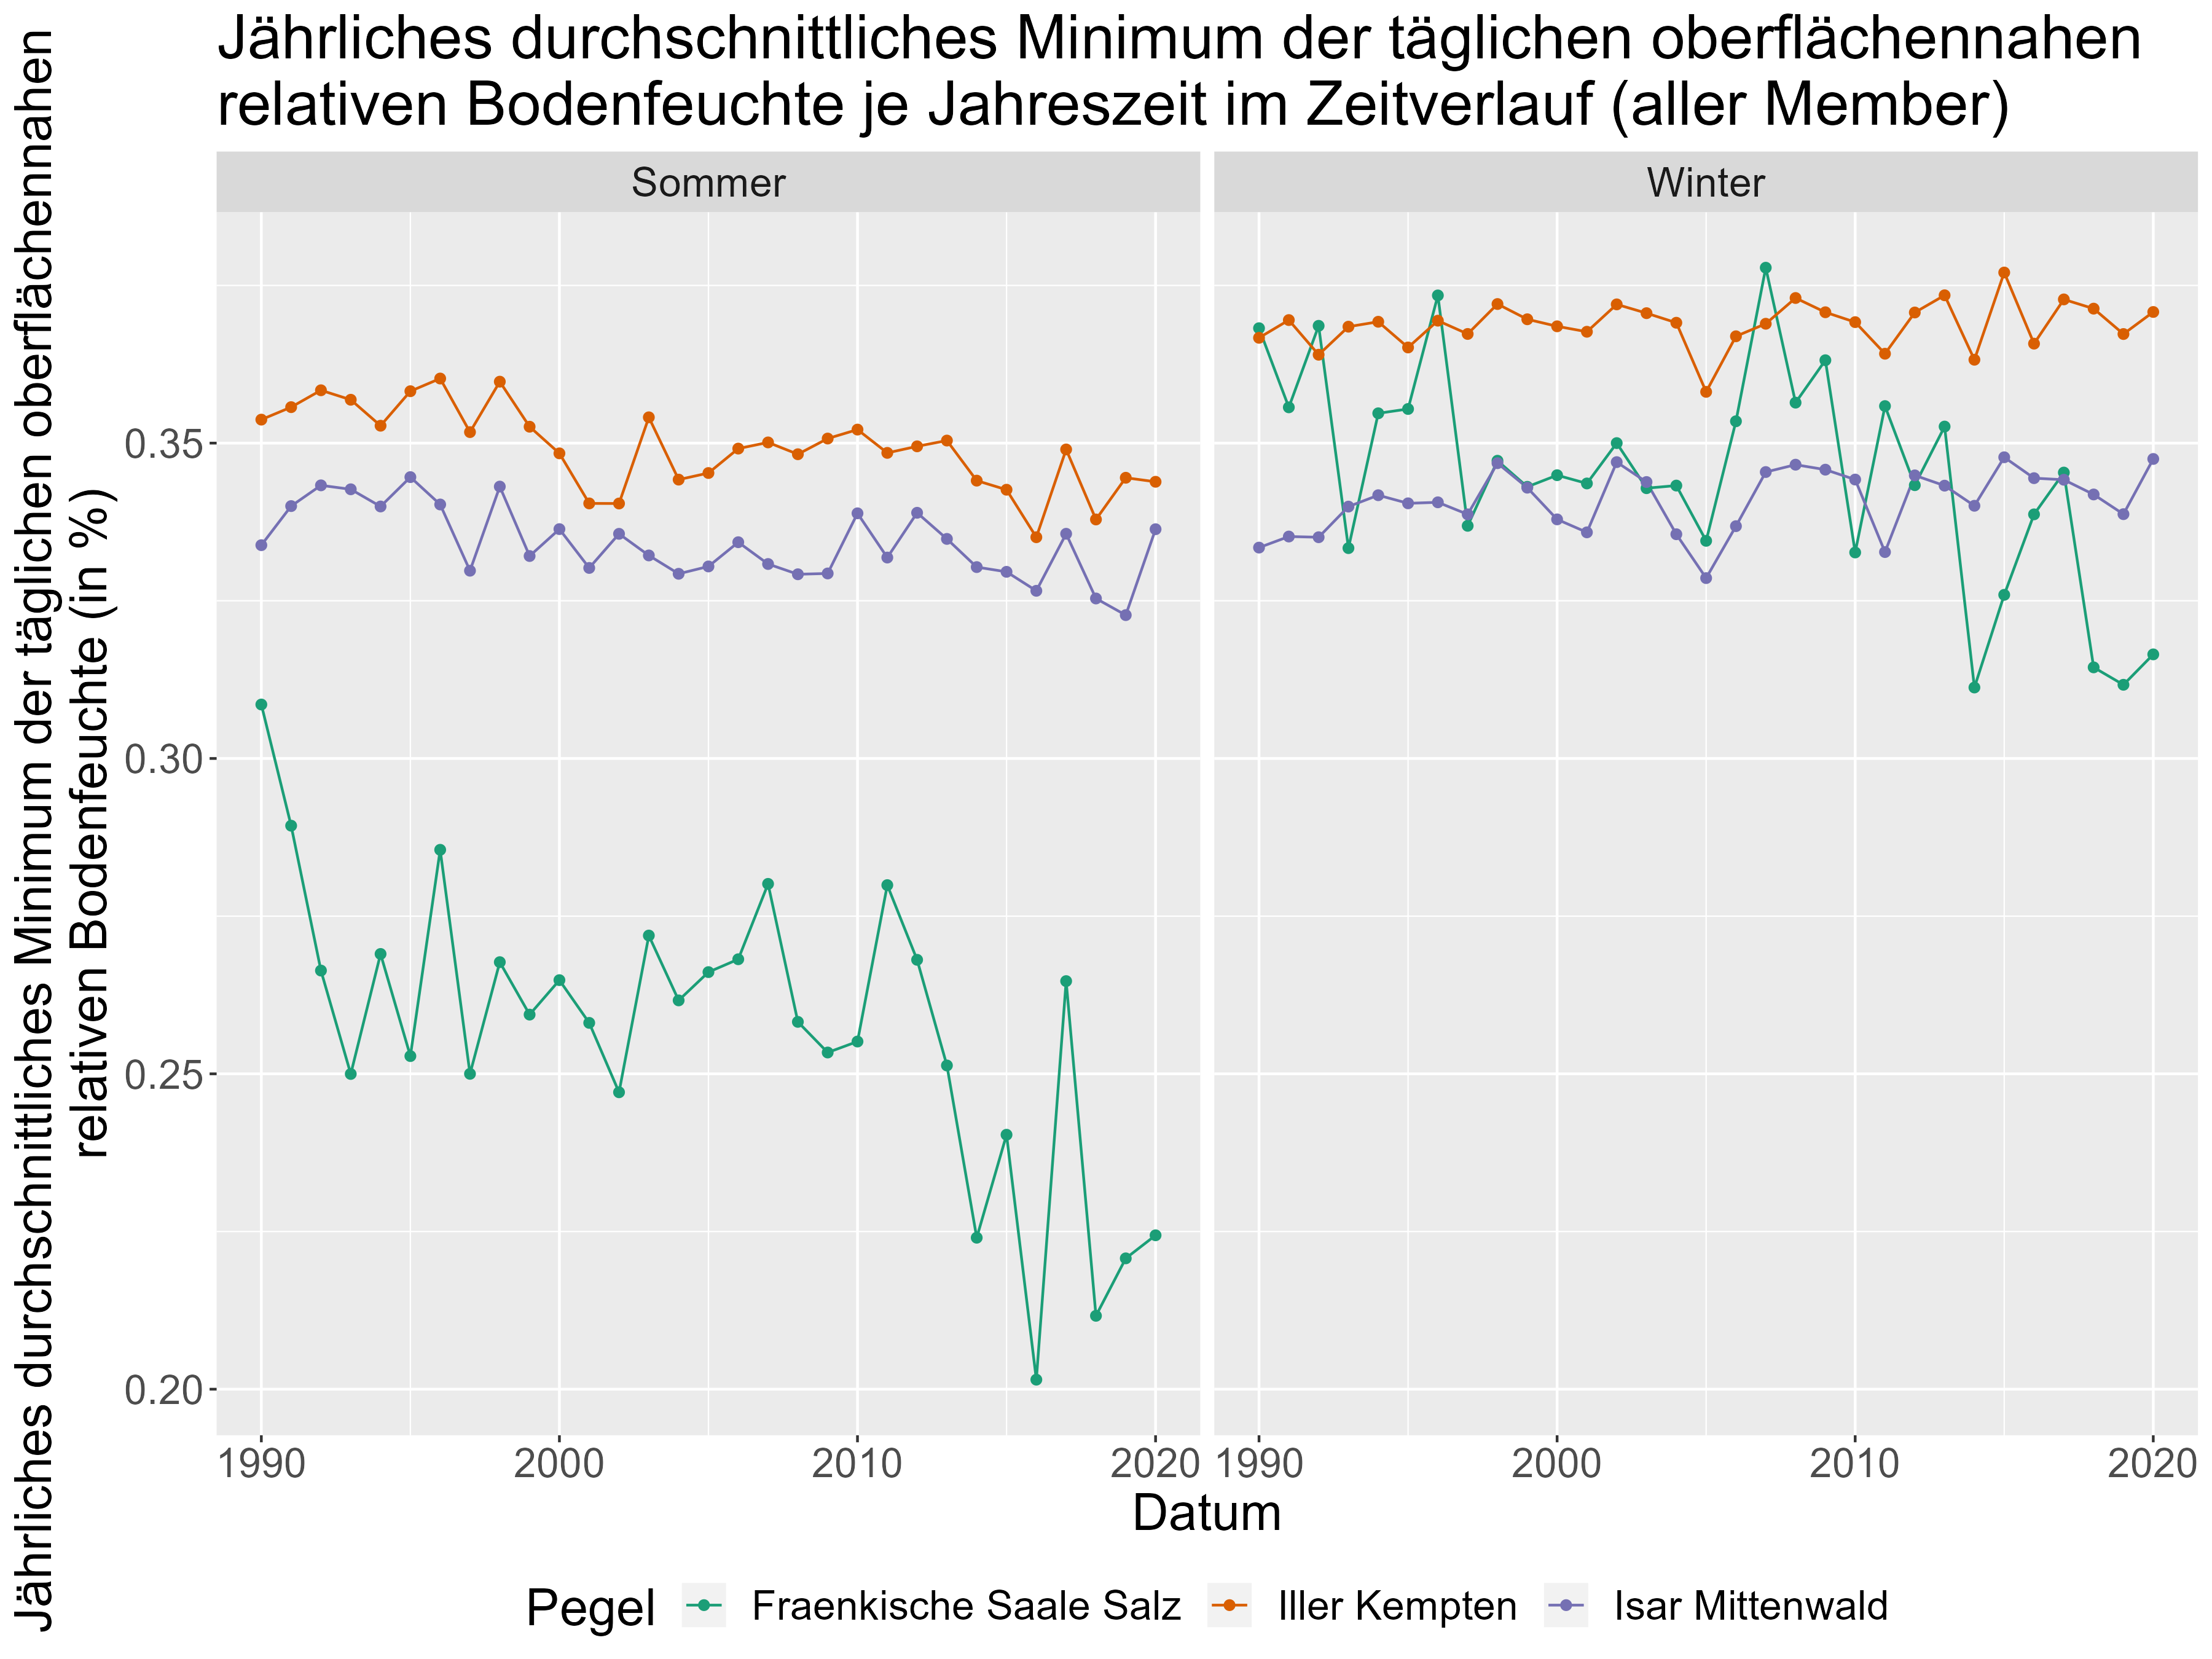 Jährliches durchschnittliches Minimum der täglichen oberflächennahen
relativen Bodenfeuchte je Jahreszeit im Zeitverlauf (aller Member)
Jährliches durchschnittliches Minimum der täglichen oberflächennahen
relativen Bodenfeuchte (in %)
Sommer
Winter
0.35
0.30
0.25
0.20
1990 2000 2010 2020
1990 2000 2010 2020
Datum
Pegel Fraenkische Saale Salz Iller Kempten Isar Mittenwald